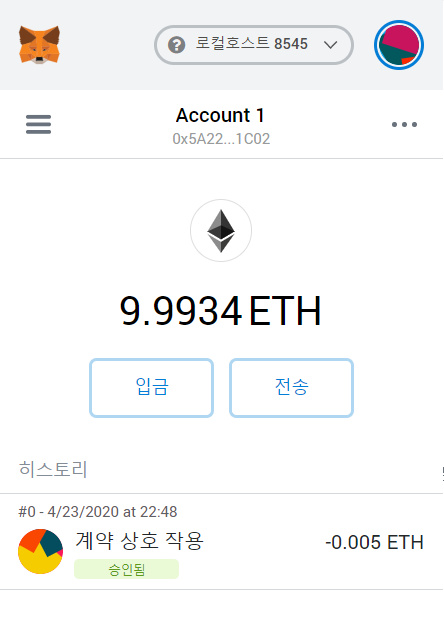 로컬호스트 8545
Account 1
0x5A22...1C02
9.9934 ETH
입금 전송
히스토리
#0 - 4/23/2020 at 22:48
계약 상호 작용 -0.005 ETH
승인됨